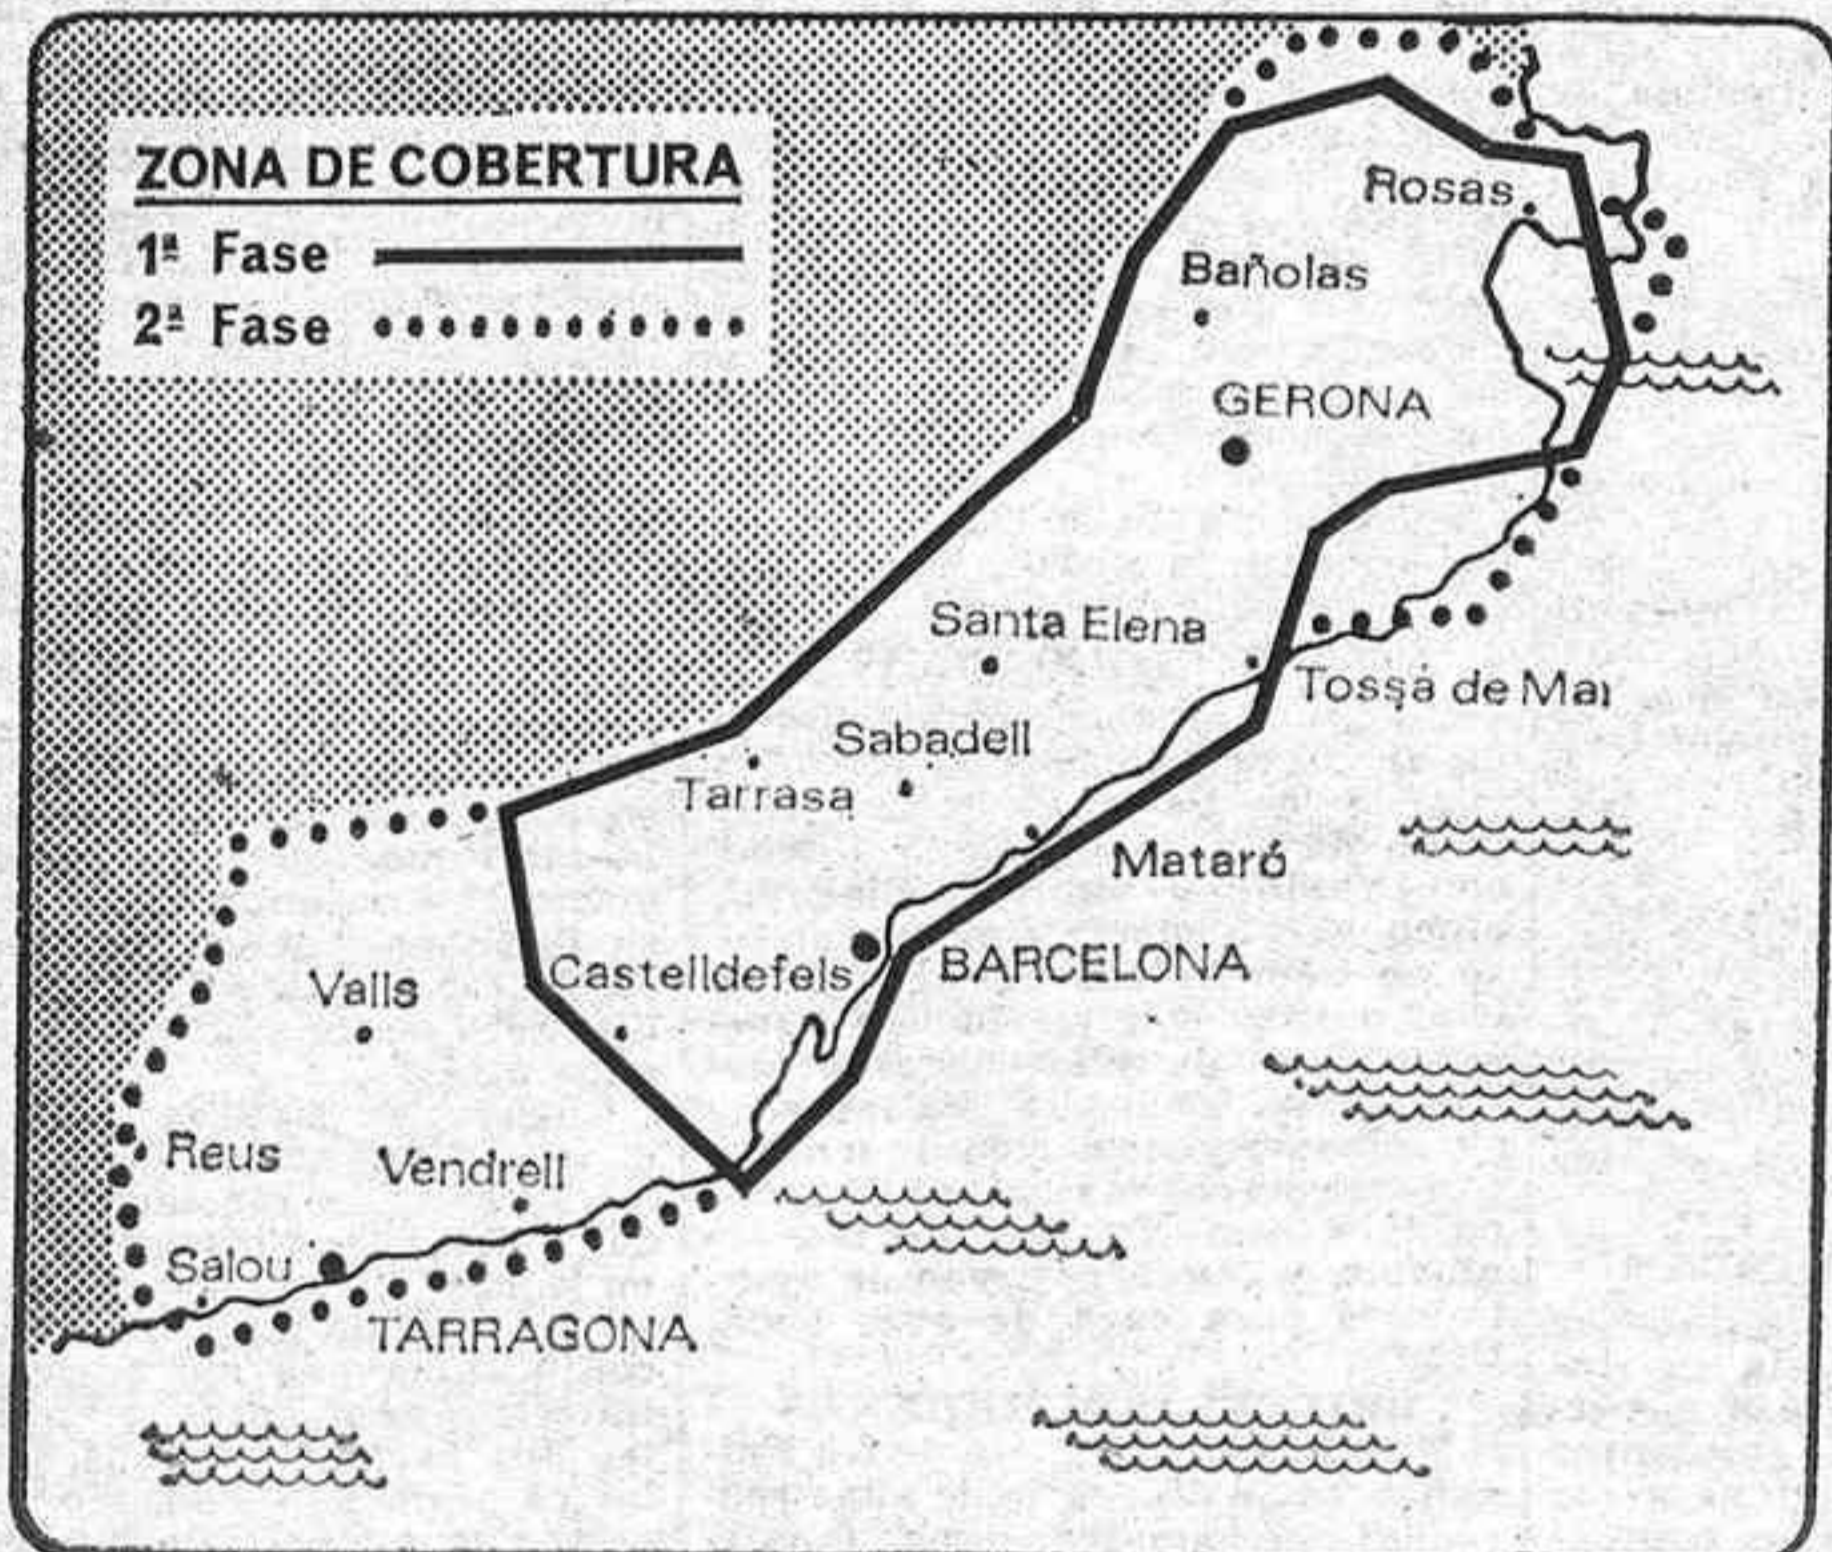 ZONA DE COBERTURA
1ª Fase
2ª Fase
Rosas
Bañolas
GERONA
Santa Elena
Tossa de Mar
Sabadell
Tarrasa
Mataró
Castelldefels
BARCELONA
Valls
Reus
Vendrell
Salou
TARRAGONA